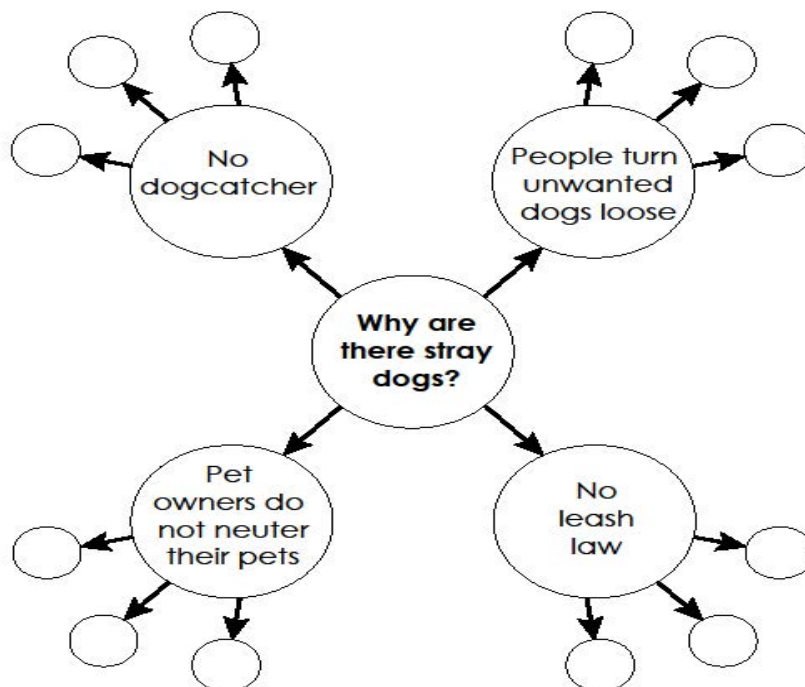 No
dogcatcher
People turn
unwanted
dogs loose
Why are
there stray
dogs?
Pet
owners do
not neuter
their pets
No
leash
law